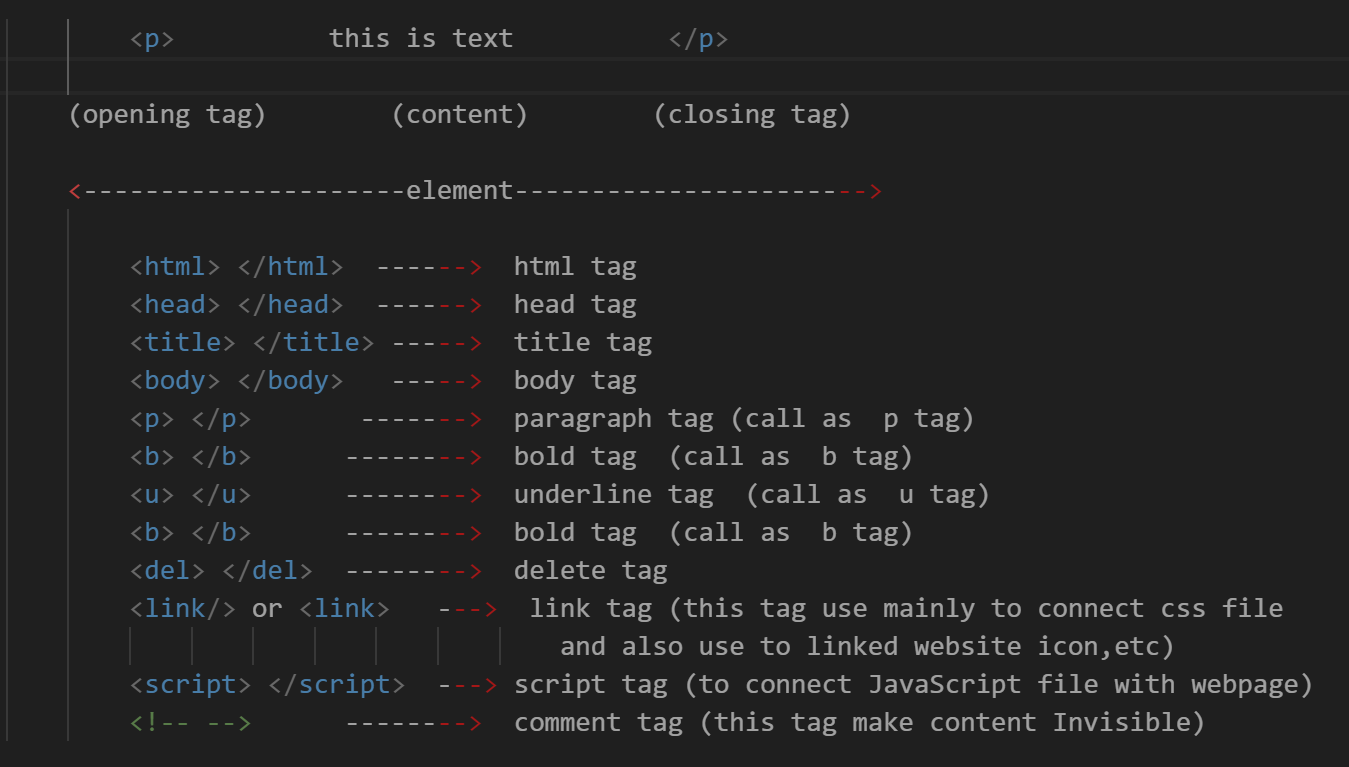 <p>          this is text          </p>
(opening tag)        (content)        (closing tag)
<---------------------element----------------------->
<html> </html>  ------>  html tag
<head> </head>  ------>  head tag
<title> </title> ----->  title tag
<body> </body>   ----->  body tag
<p> </p>       ------->  paragraph tag (call as  p tag)
<b> </b>      -------->  bold tag  (call as  b tag)
<u> </u>      -------->  underline tag  (call as  u tag)
<b> </b>      -------->  bold tag  (call as  b tag)
<del> </del>  -------->  delete tag
<link/> or <link>   --->  link tag (this tag use mainly to connect css file
and also use to linked website icon,etc)
<script> </script>  ---> script tag (to connect JavaScript file with webpage)
<!-- -->      -------->  comment tag (this tag make content Invisible)